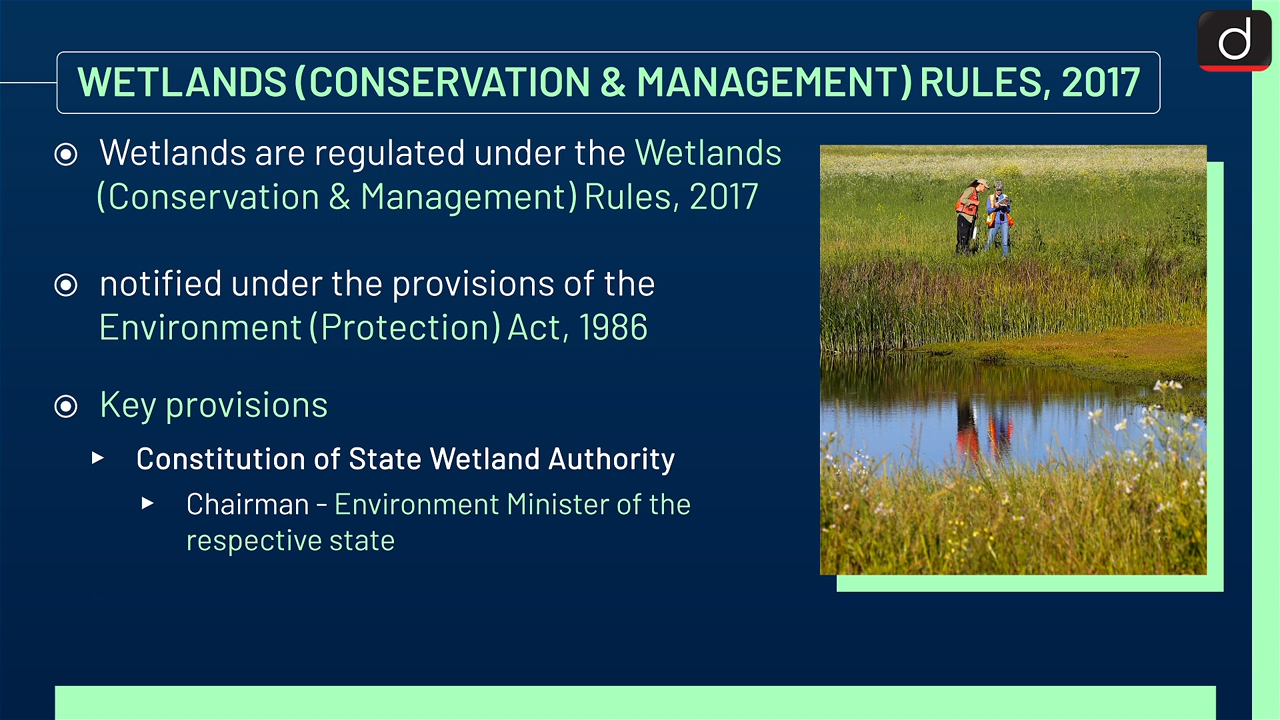 d
WETLANDS (CONSERVATION & MANAGEMENT) RULES, 2017
Wetlands are regulated under the Wetlands
(Conservation & Management) Rules, 2017
notified under the provisions of the
Environment (Protection) Act, 1986
Key provisions
Constitution of State Wetland Authority
Chairman - Environment Minister of the
respective state